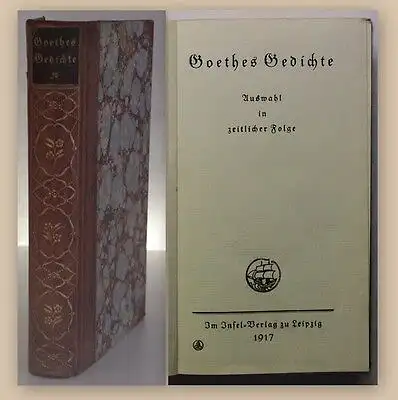 Goethes
Gedichte
Goethes Gedichte
Auswahl
in
zeitlicher Folge
Im Insel-Verlag zu Leipzig
1917